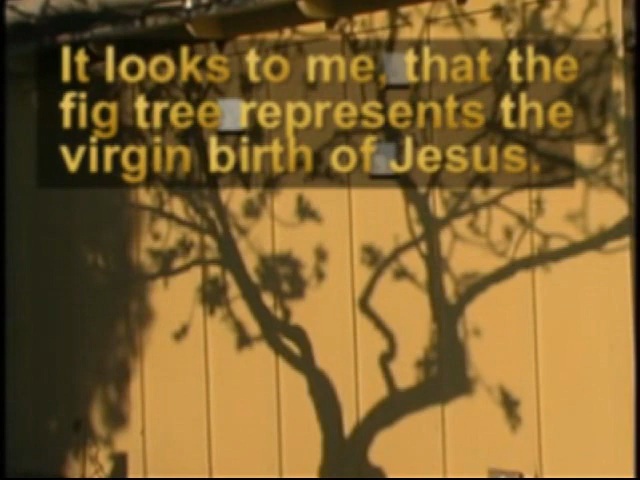 It looks to me, that the
fig tree represents the
virgin birth of Jesus.